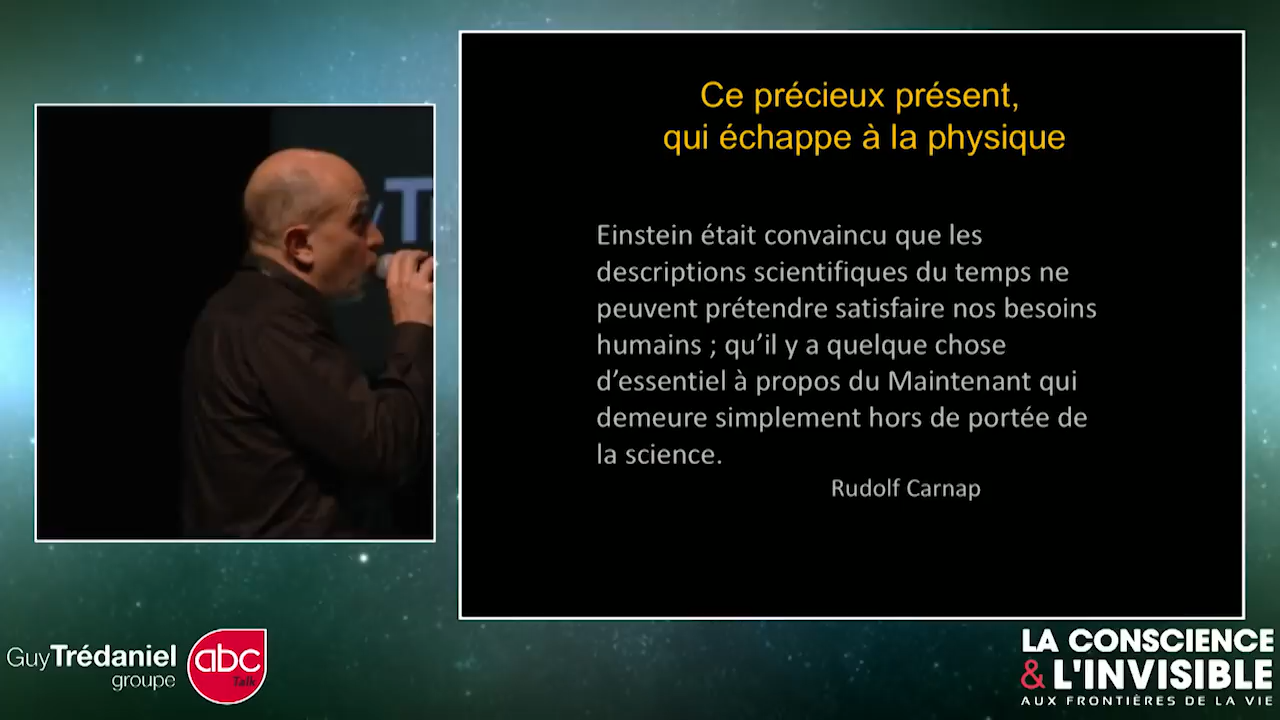 Ce précieux présent,
qui échappe à la physique
Einstein était convaincu que les
descriptions scientifiques du temps ne
peuvent prétendre satisfaire nos besoins
humains ; qu’il y a quelque chose
d’essentiel à propos du Maintenant qui
demeure simplement hors de portée de
la science.
Rudolf Carnap
GuyTrédaniel
groupe
abc
Talk
LA CONSCIENCE
& L'INVISIBLE
AUX FRONTIÈRES DE LA VIE